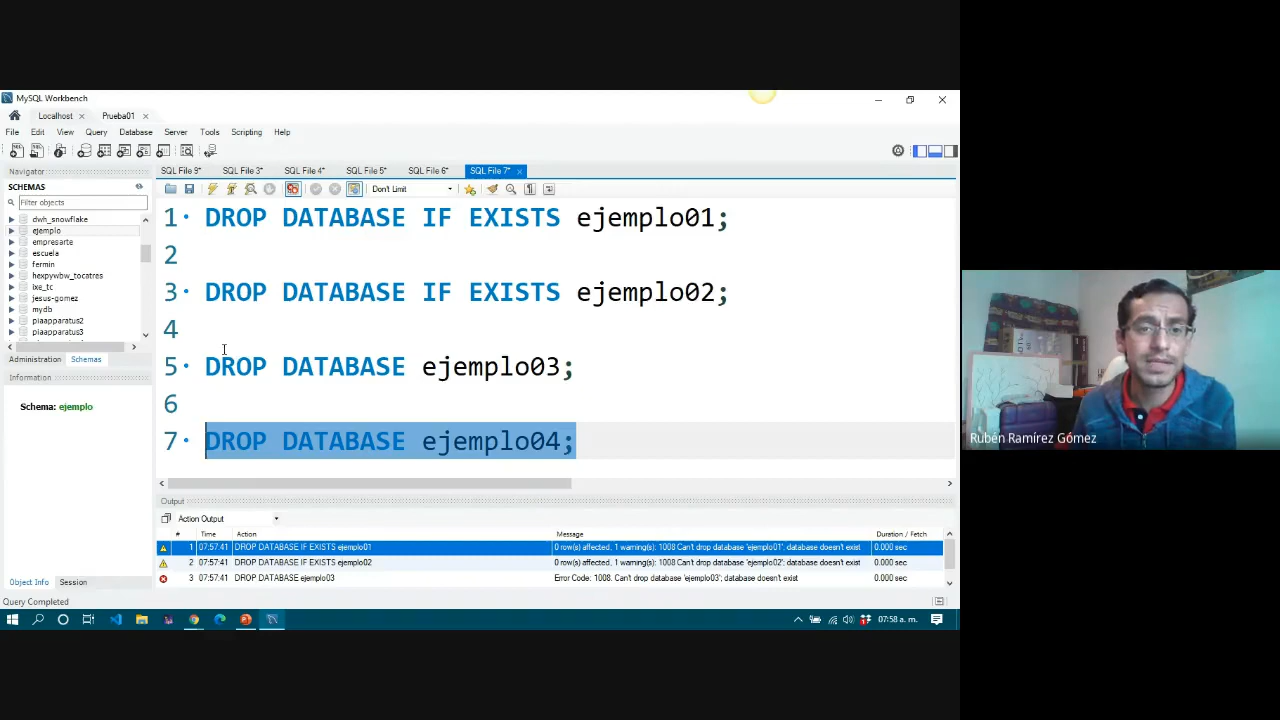 MySQL Workbench
Localhost
Prueba01
File Edit View Query Database Server Tools Scripting Help
Navigator
SCHEMAS
Filter objects
dwh_snowflake
ejemplo
empresarte
escuela
fermin
hexpywbw_tocatres
ixe_tc
jesus-gomez
mydb
piaapparatus2
piaapparatus3
Administration Schemas
Information
Schema: ejemplo
Object Info Session
Query Completed
SQL File 9* SQL File 3* SQL File 4* SQL File 5* SQL File 6* SQL File 7*
Don't Limit
1 DROP DATABASE IF EXISTS ejemplo01;
2
3 DROP DATABASE IF EXISTS ejemplo02;
4
5 DROP DATABASE ejemplo03;
6
7 DROP DATABASE ejemplo04;
Output
Action Output
# Time Action Message Duration / Fetch
1 07:57:41 DROP DATABASE IF EXISTS ejemplo01 0 row(s) affected, 1 warning(s): 1008 Can't drop database 'ejemplo01'; database doesn't exist 0.000 sec
2 07:57:41 DROP DATABASE IF EXISTS ejemplo02 0 row(s) affected, 1 warning(s): 1008 Can't drop database 'ejemplo02'; database doesn't exist 0.000 sec
3 07:57:41 DROP DATABASE ejemplo03 Error Code: 1008. Can't drop database 'ejemplo03'; database doesn't exist 0.000 sec
07:58 a. m.
Rubén Ramírez Gómez